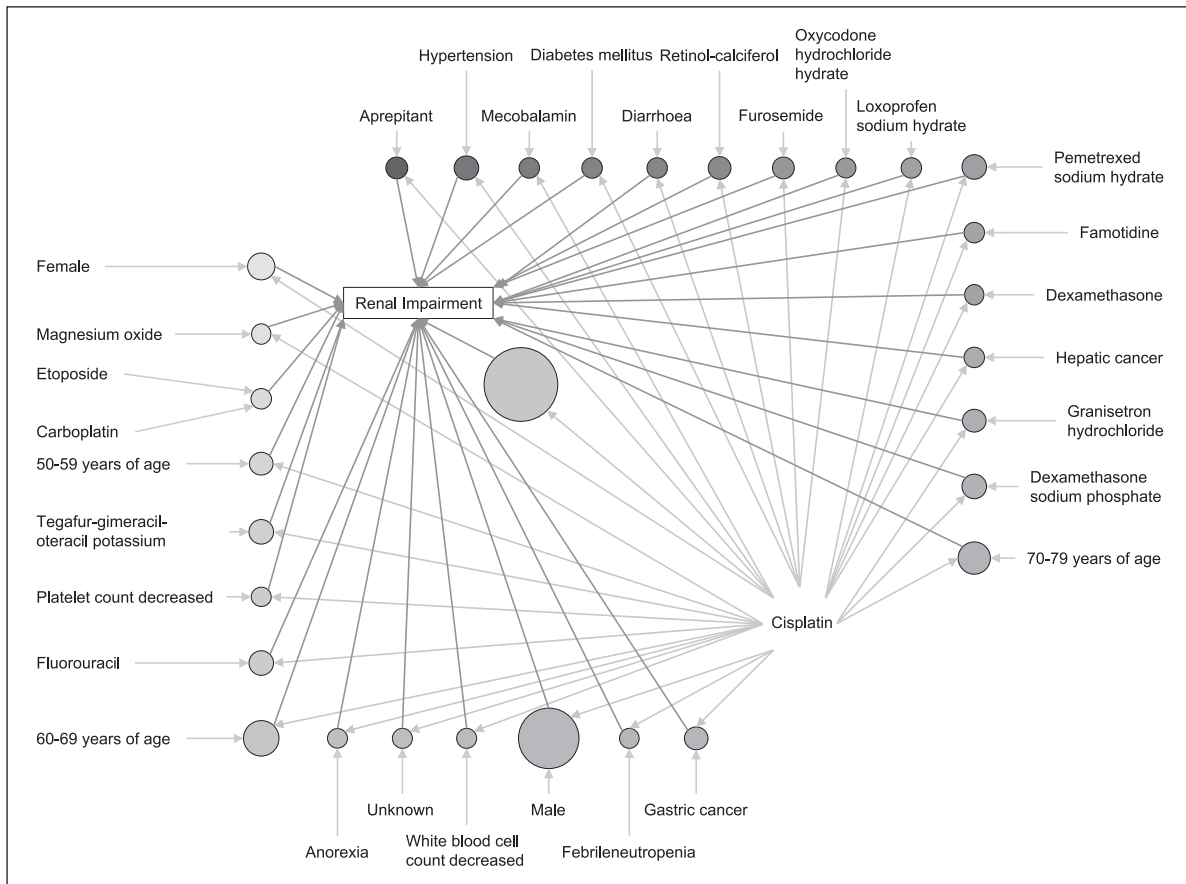 Oxycodone
hydrochloride
hydrate
Hypertension
Diabetes mellitus
Retinol-calciferol
Loxoprofen
sodium hydrate
Aprepitant
Mecobalamin
Diarrhoea
Furosemide
Pemetrexed
sodium hydrate
Famotidine
Female
Dexamethasone
Renal Impairment
Magnesium oxide
Hepatic cancer
Etoposide
Granisetron
hydrochloride
Carboplatin
50-59 years of age
Dexamethasone
sodium phosphate
Tegafur-gimeracil-
oteracil potassium
70-79 years of age
Platelet count decreased
Cisplatin
Fluorouracil
60-69 years of age
Unknown
Male
Gastric cancer
Anorexia
White blood cell
count decreased
Febrileneutropenia